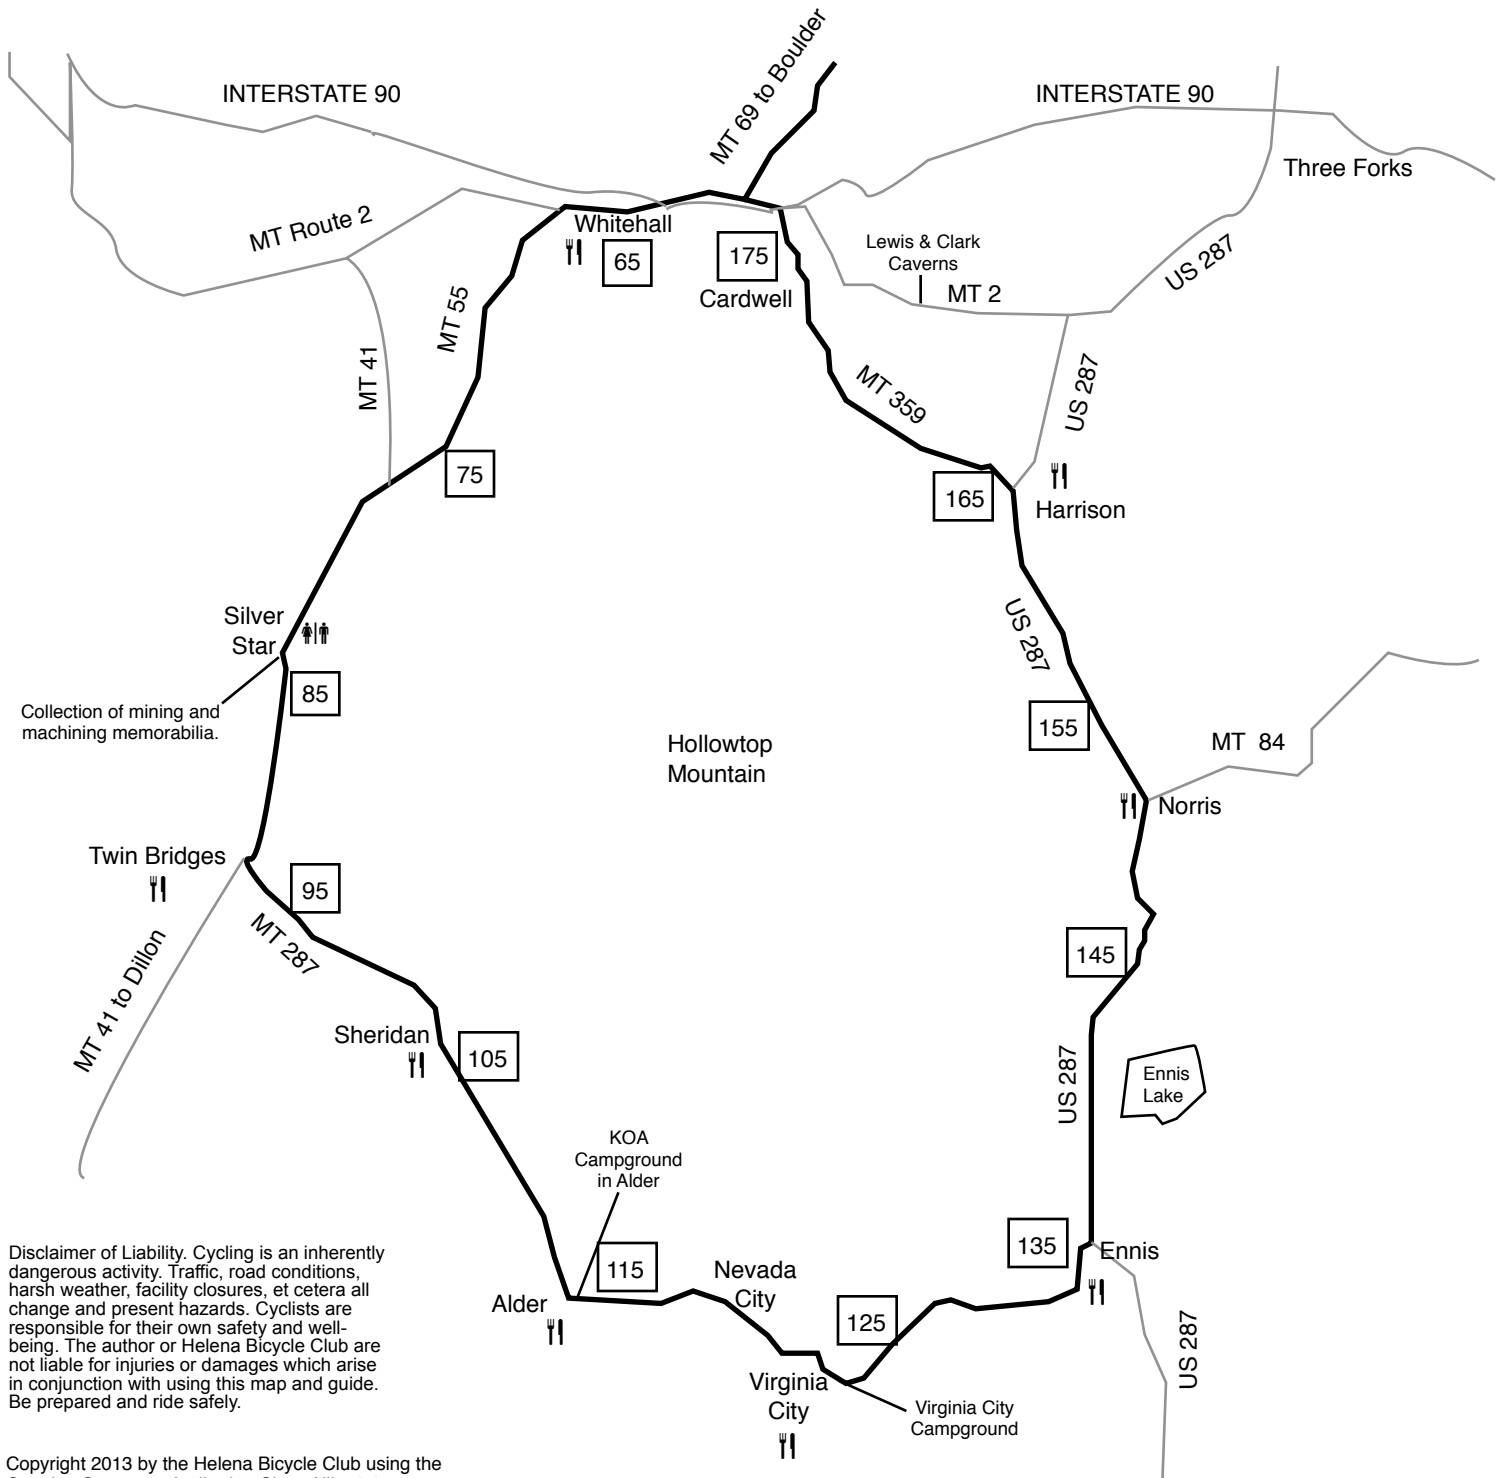 MT 69 to Boulder
INTERSTATE 90
INTERSTATE 90
Three Forks
MT Route 2
Whitehall
65
175
Cardwell
Lewis & Clark
Caverns
MT 2
US 287
MT 55
MT 41
MT 359
US 287
75
165
Harrison
Silver
Star
85
Collection of mining and
machining memorabilia.
US 287
155
MT 84
Hollowtop
Mountain
Norris
Twin Bridges
95
MT 287
MT 41 to Dillon
145
Sheridan
105
US 287
Ennis
Lake
KOA
Campground
in Alder
115
Alder
Nevada
City
135
Ennis
125
Virginia
City
Virginia City
Campground
US 287
Disclaimer of Liability. Cycling is an inherently
dangerous activity. Traffic, road conditions,
harsh weather, facility closures, et cetera all
change and present hazards. Cyclists are
responsible for their own safety and well-
being. The author or Helena Bicycle Club are
not liable for injuries or damages which arise
in conjunction with using this map and guide.
Be prepared and ride safely.
Copyright 2013 by the Helena Bicycle Club using the